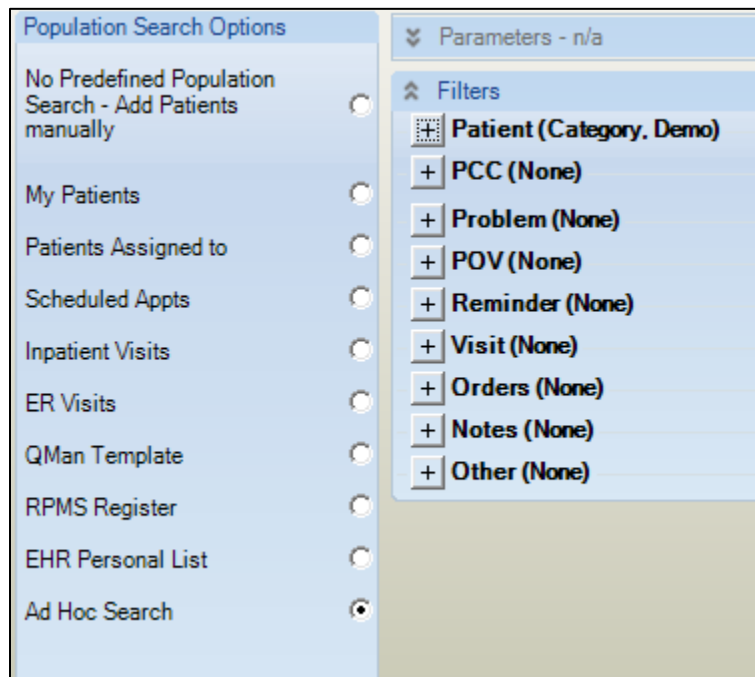 Population Search Options
No Predefined Population
Search - Add Patients
manually
My Patients
Patients Assigned to
Scheduled Appts
Inpatient Visits
ER Visits
QMan Template
RPMS Register
EHR Personal List
Ad Hoc Search
Parameters - n/a
Filters
Patient (Category, Demo)
PCC (None)
Problem (None)
POV (None)
Reminder (None)
Visit (None)
Orders (None)
Notes (None)
Other (None)